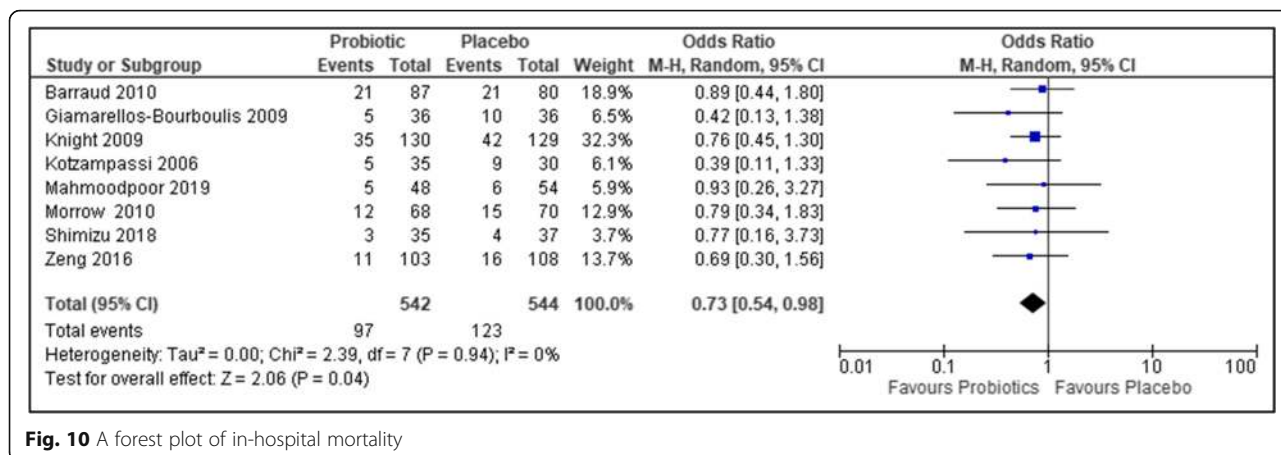 Probiotic Placebo Odds Ratio Odds Ratio
Study or Subgroup Events Total Events Total Weight M-H, Random, 95% CI M-H, Random, 95% CI
Barraud 2010 21 87 21 80 18.9% 0.89 [0.44, 1.80]
Giamarellos-Bourboulis 2009 5 36 10 36 6.5% 0.42 [0.13, 1.38]
Knight 2009 35 130 42 129 32.3% 0.76 [0.45, 1.30]
Kotzampassi 2006 5 35 9 30 6.1% 0.39 [0.11, 1.33]
Mahmoodpoor 2019 5 48 6 54 5.9% 0.93 [0.26, 3.27]
Morrow 2010 12 68 15 70 12.9% 0.79 [0.34, 1.83]
Shimizu 2018 3 35 4 37 3.7% 0.77 [0.16, 3.73]
Zeng 2016 11 103 16 108 13.7% 0.69 [0.30, 1.56]
Total (95% CI) 542 544 100.0% 0.73 [0.54, 0.98]
Total events 97 123
Heterogeneity: Tau² = 0.00; Chi² = 2.39, df = 7 (P = 0.94); I² = 0%
Test for overall effect: Z = 2.06 (P = 0.04)
0.01 0.1 1 10 100
Favours Probiotics Favours Placebo
Fig. 10 A forest plot of in-hospital mortality